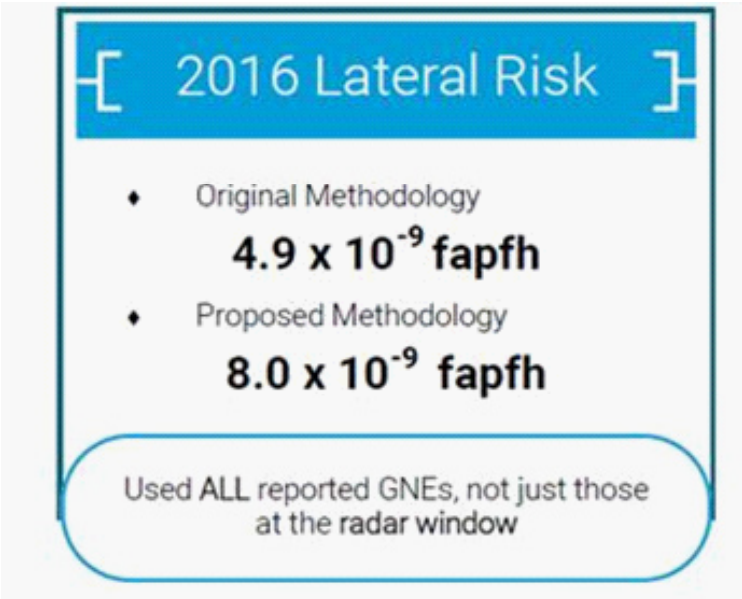 2016 Lateral Risk
♦ Original Methodology
4.9 x 10⁻⁹ fapfh
♦ Proposed Methodology
8.0 x 10⁻⁹ fapfh
Used ALL reported GNEs, not just those
at the radar window